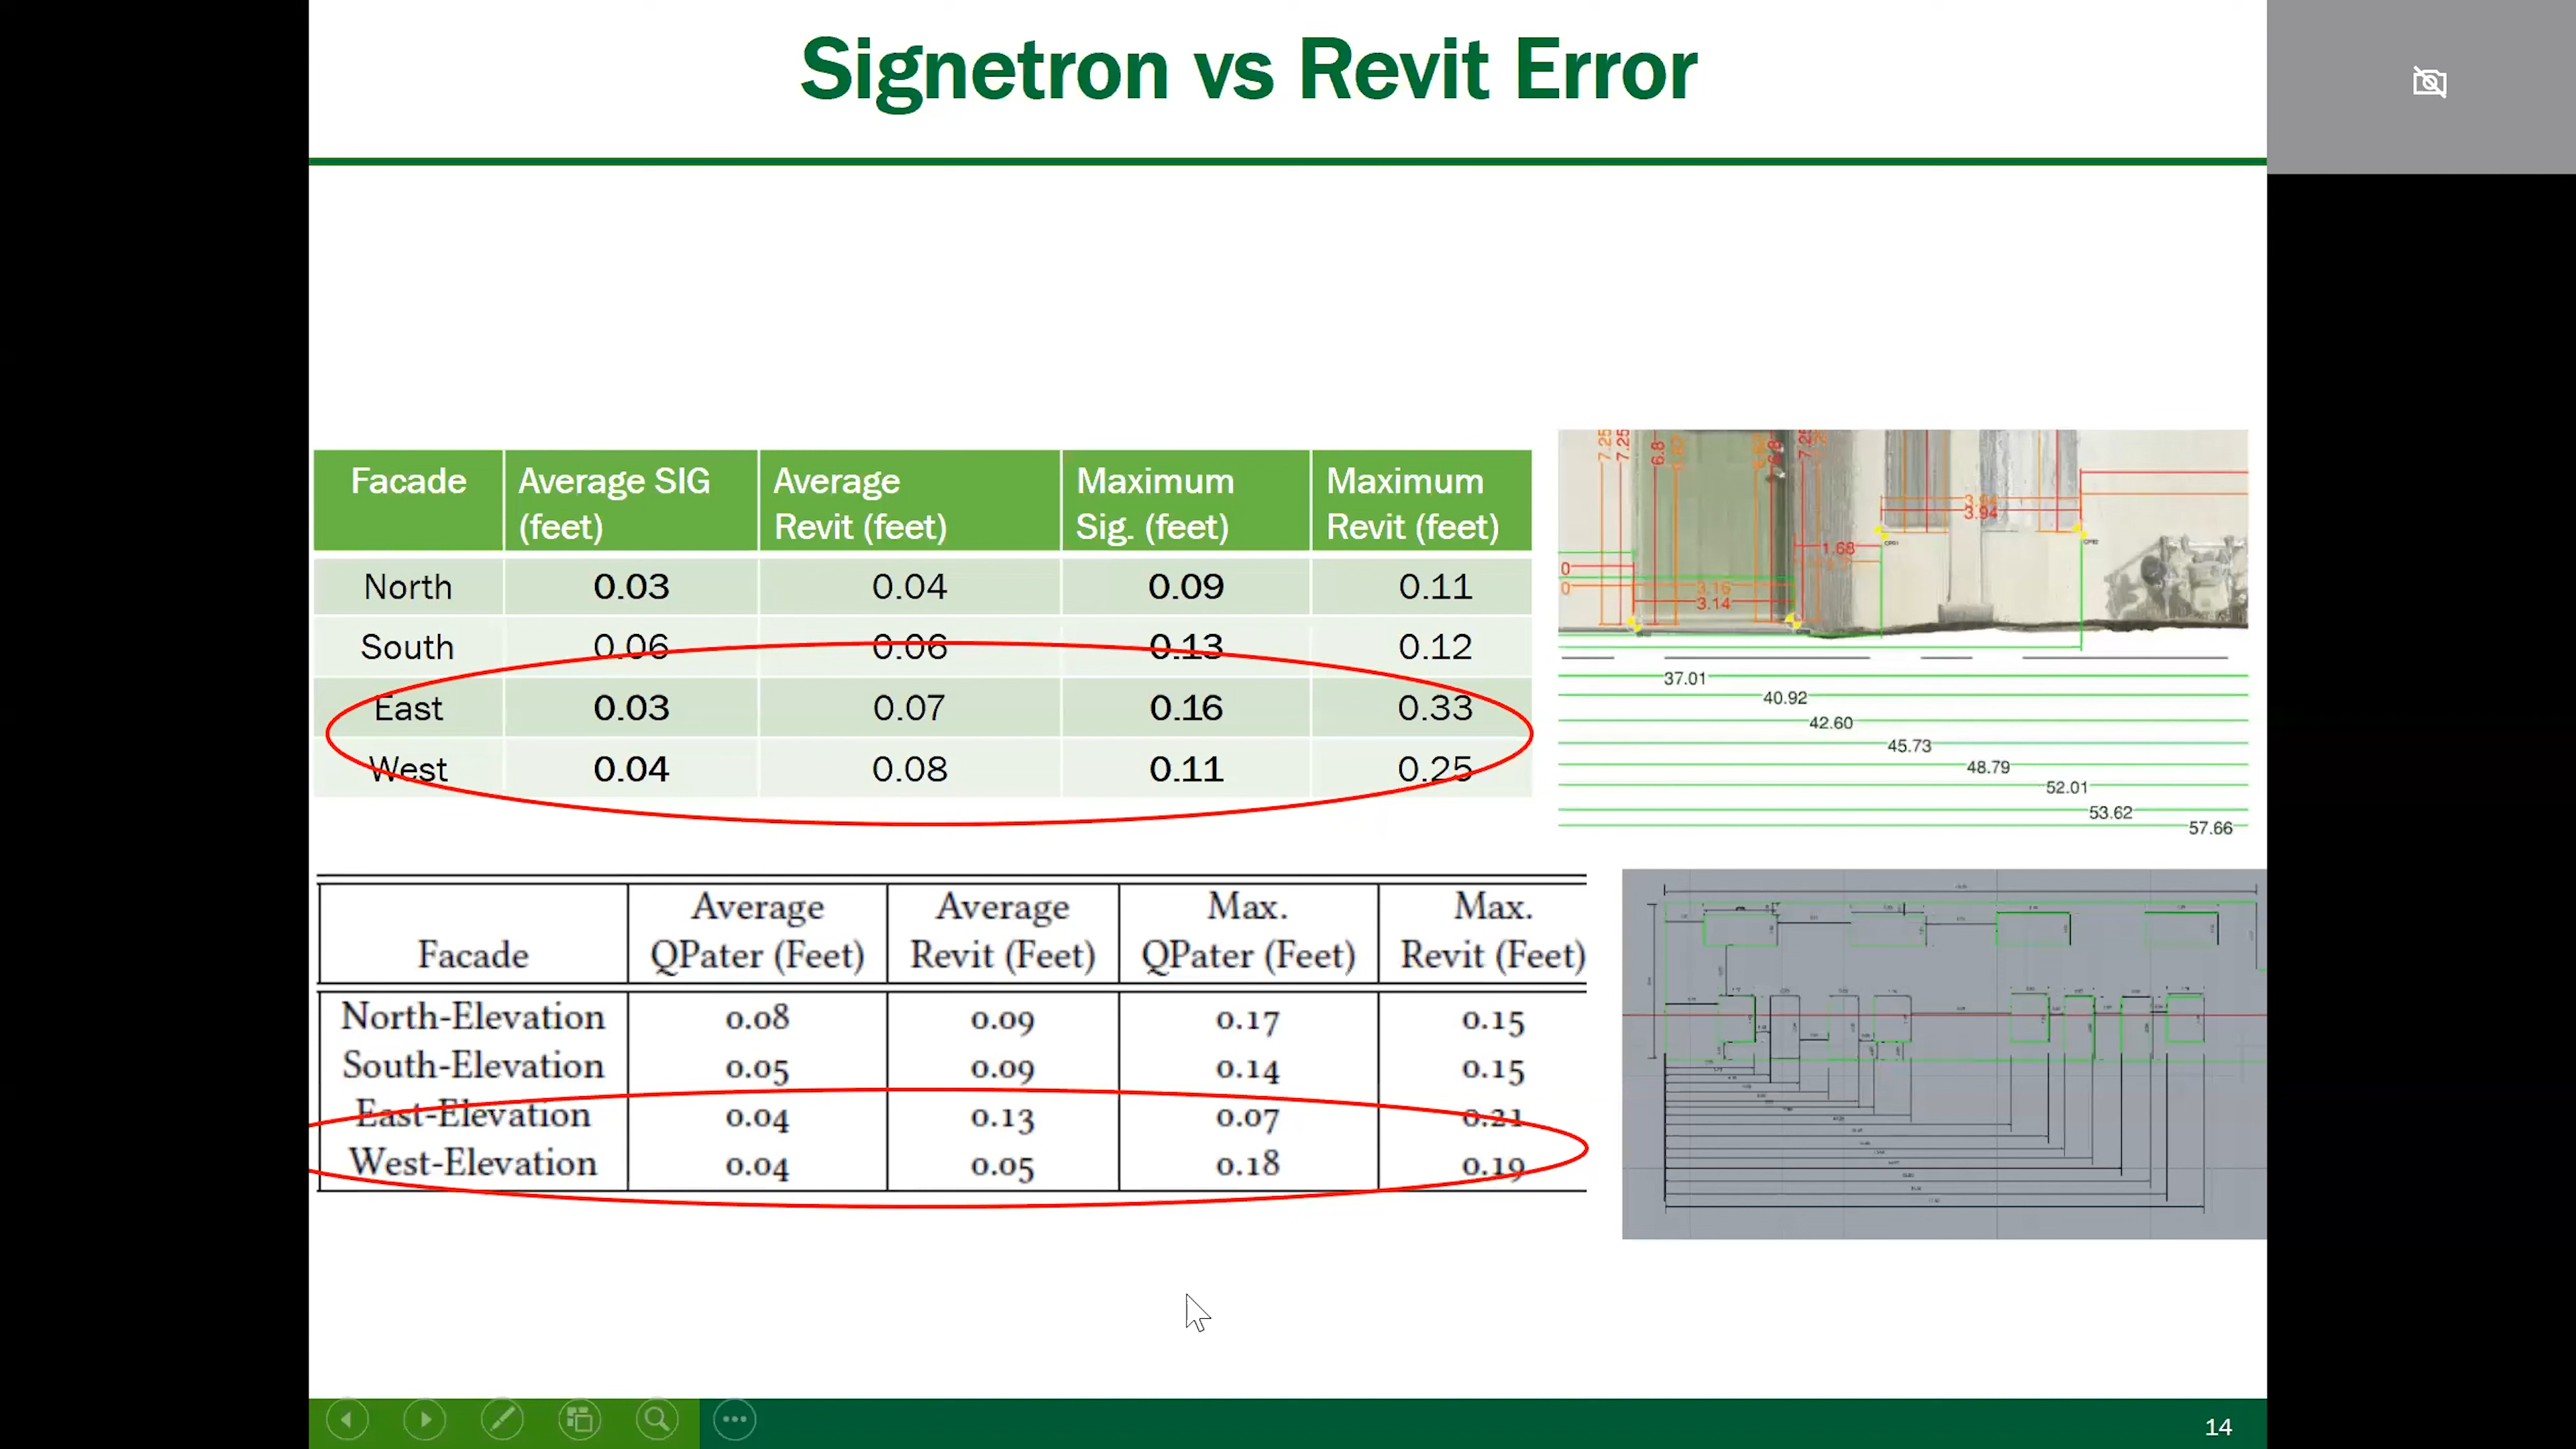 Signetron vs Revit Error
Facade Average SIG (feet) Average Revit (feet) Maximum Sig. (feet) Maximum Revit (feet)
North 0.03 0.04 0.09 0.11
South 0.06 0.06 0.13 0.12
East 0.03 0.07 0.16 0.33
West 0.04 0.08 0.11 0.25
7.25 7.25 6.8
3.94
3.94
1.68
0
0
3.16
3.14
37.01
40.92
42.60
45.73
48.79
52.01
53.62
57.66
Facade Average QPater (Feet) Average Revit (Feet) Max. QPater (Feet) Max. Revit (Feet)
North-Elevation 0.08 0.09 0.17 0.15
South-Elevation 0.05 0.09 0.14 0.15
East-Elevation 0.04 0.13 0.07 0.21
West-Elevation 0.04 0.05 0.18 0.19
14